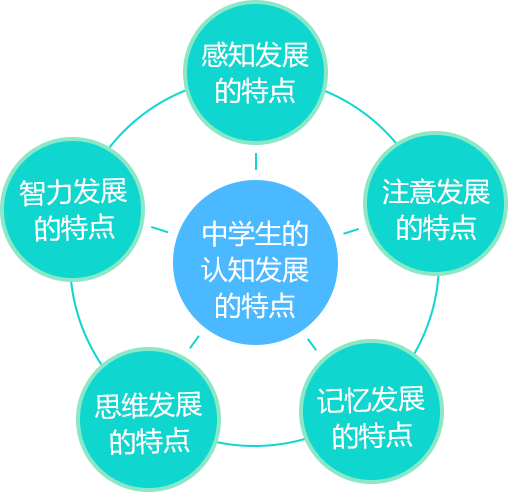 感知发展
的特点
智力发展
的特点
注意发展
的特点
中学生的
认知发展
的特点
思维发展
的特点
记忆发展
的特点